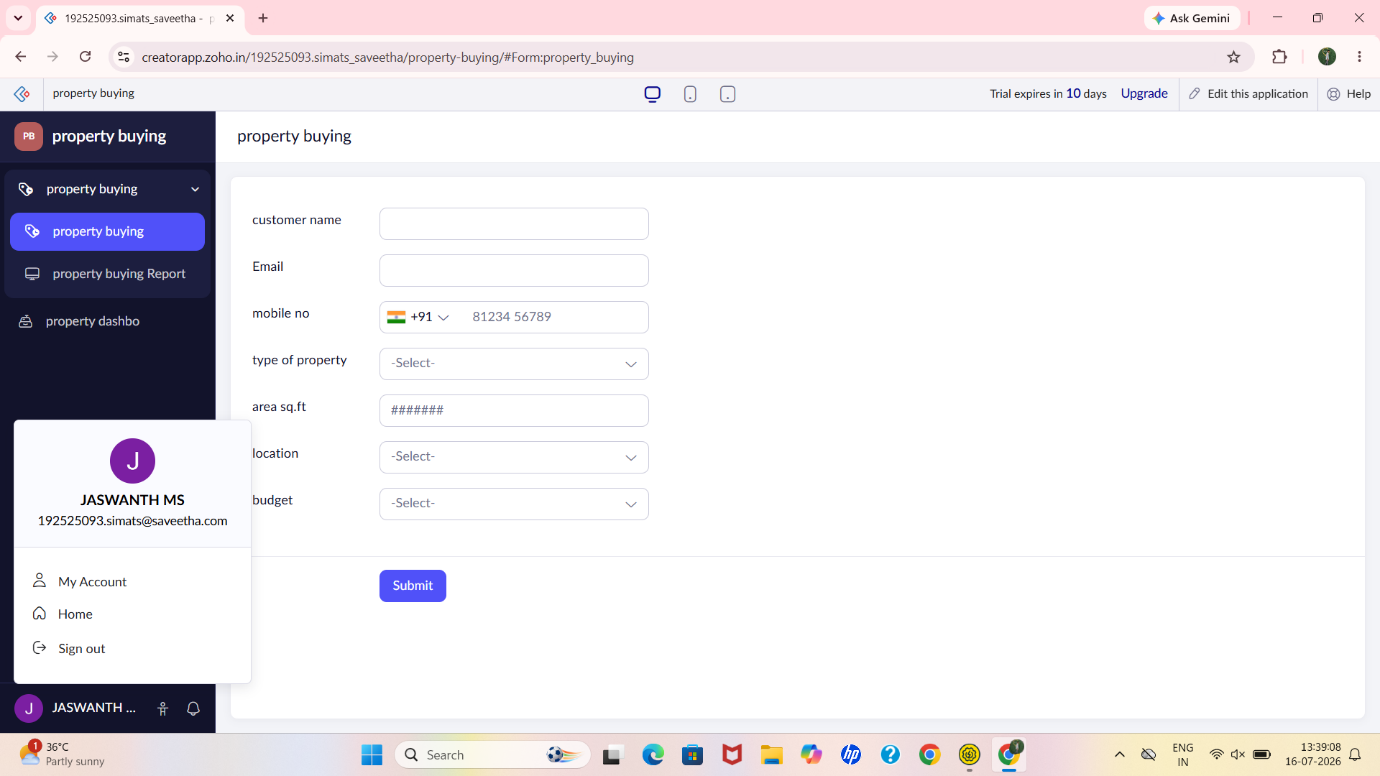 192525093.simats_saveetha -
Ask Gemini
creatorapp.zoho.in/192525093.simats_saveetha/property-buying/#Form:property_buying
property buying
Trial expires in 10 days
Upgrade
Edit this application
Help
PB
property buying
property buying
property buying
property buying
property buying Report
property dashbo
customer name
Email
mobile no
+91
81234 56789
type of property
-Select-
area sq.ft
#######
location
-Select-
budget
-Select-
Submit
J
JASWANTH MS
192525093.simats@saveetha.com
My Account
Home
Sign out
J
JASWANTH ...
1
36°C
Partly sunny
Search
hp
ENG
IN
13:39:08
16-07-2026